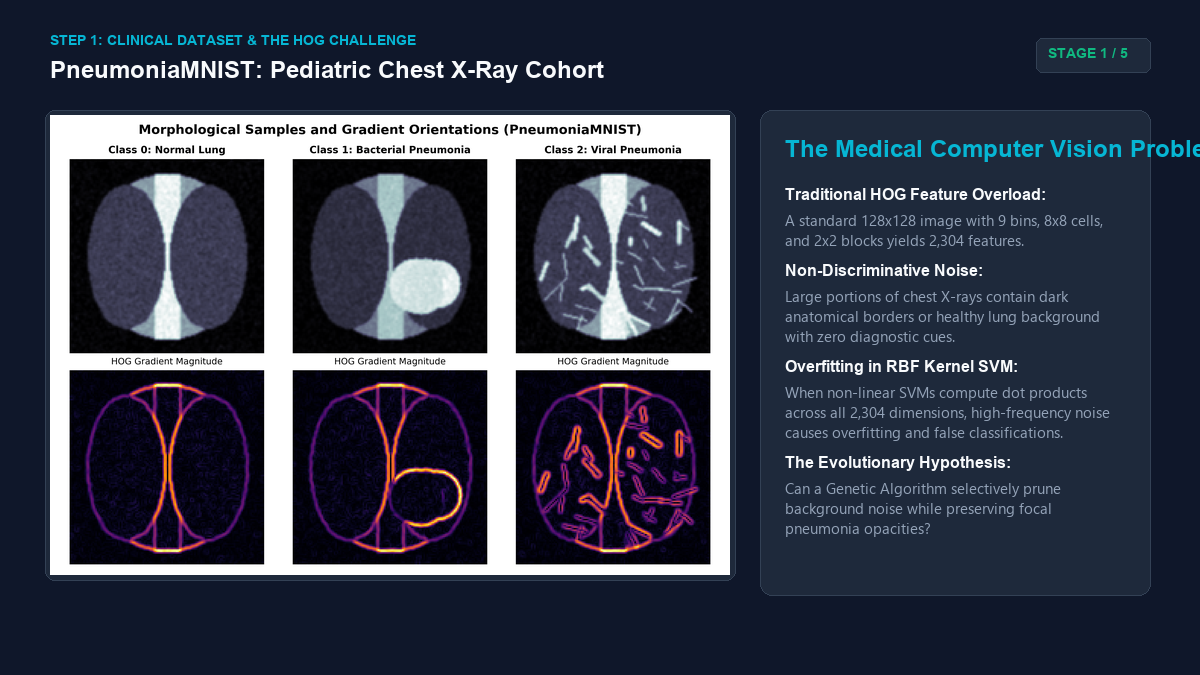 STEP 1: CLINICAL DATASET & THE HOG CHALLENGE
PneumoniaMNIST: Pediatric Chest X-Ray Cohort
STAGE 1 / 5
Morphological Samples and Gradient Orientations (PneumoniaMNIST)
Class 0: Normal Lung
Class 1: Bacterial Pneumonia
Class 2: Viral Pneumonia
HOG Gradient Magnitude
HOG Gradient Magnitude
HOG Gradient Magnitude
The Medical Computer Vision Proble
Traditional HOG Feature Overload:
A standard 128x128 image with 9 bins, 8x8 cells,
and 2x2 blocks yields 2,304 features.
Non-Discriminative Noise:
Large portions of chest X-rays contain dark
anatomical borders or healthy lung background
with zero diagnostic cues.
Overfitting in RBF Kernel SVM:
When non-linear SVMs compute dot products
across all 2,304 dimensions, high-frequency noise
causes overfitting and false classifications.
The Evolutionary Hypothesis:
Can a Genetic Algorithm selectively prune
background noise while preserving focal
pneumonia opacities?